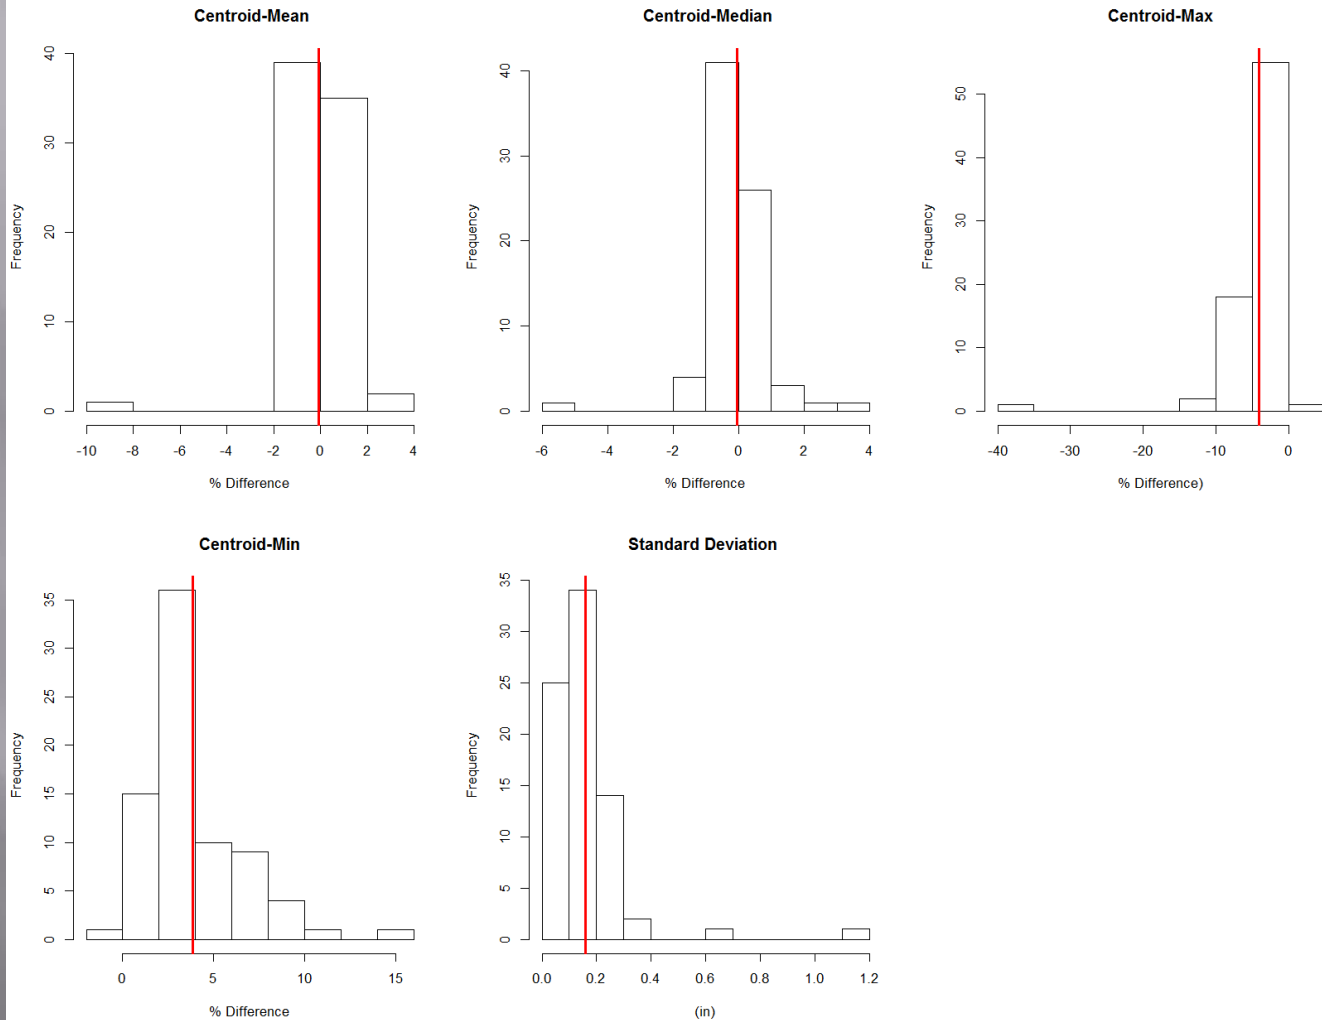 Centroid-Mean
Frequency
0 10 20 30 40
-10 -8 -6 -4 -2 0 2 4
% Difference
Centroid-Median
Frequency
0 10 20 30 40
-6 -4 -2 0 2 4
% Difference
Centroid-Max
Frequency
0 10 20 30 40 50
-40 -30 -20 -10 0
% Difference)
Centroid-Min
Frequency
0 5 10 15 20 25 30 35
0 5 10 15
% Difference
Standard Deviation
Frequency
0 5 10 15 20 25 30 35
0.0 0.2 0.4 0.6 0.8 1.0 1.2
(in)